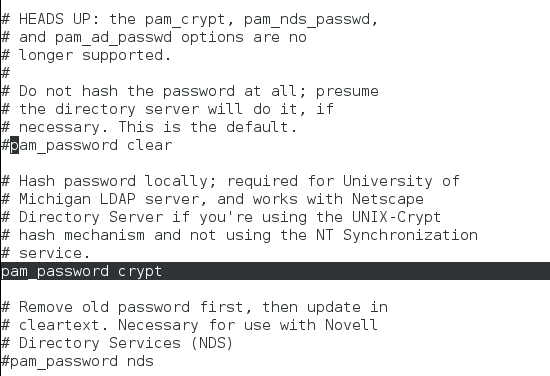 # HEADS UP: the pam_crypt, pam_nds_passwd,
# and pam_ad_passwd options are no
# longer supported.
#
# Do not hash the password at all; presume
# the directory server will do it, if
# necessary. This is the default.
#pam_password clear
# Hash password locally; required for University of
# Michigan LDAP server, and works with Netscape
# Directory Server if you're using the UNIX-Crypt
# hash mechanism and not using the NT Synchronization
# service.
pam_password crypt
# Remove old password first, then update in
# cleartext. Necessary for use with Novell
# Directory Services (NDS)
#pam_password nds